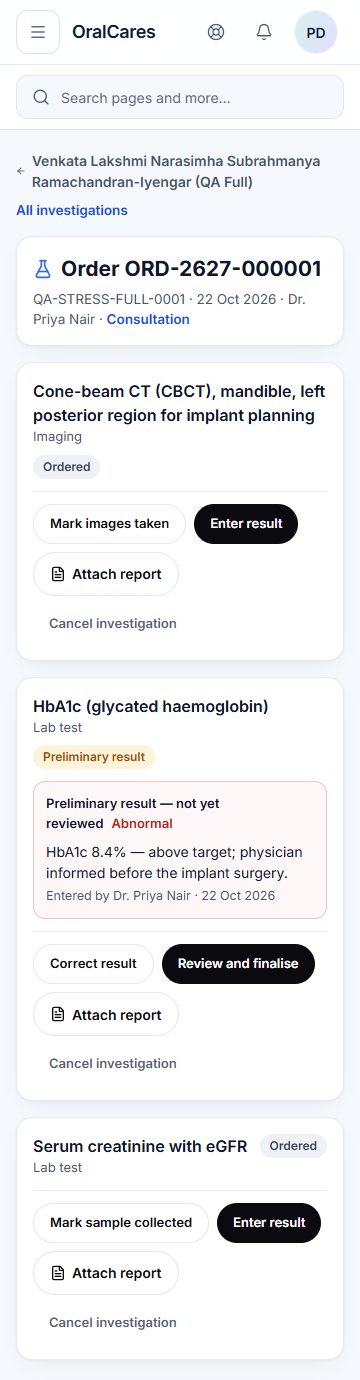 OralCares
PD
Search pages and more...
Venkata Lakshmi Narasimha Subrahmanya
Ramachandran-Iyengar (QA Full)
All investigations
Order ORD-2627-000001
QA-STRESS-FULL-0001 · 22 Oct 2026 · Dr.
Priya Nair · Consultation
Cone-beam CT (CBCT), mandible, left
posterior region for implant planning
Imaging
Ordered
Mark images taken
Enter result
Attach report
Cancel investigation
HbA1c (glycated haemoglobin)
Lab test
Preliminary result
Preliminary result — not yet
reviewed Abnormal
HbA1c 8.4% — above target; physician
informed before the implant surgery.
Entered by Dr. Priya Nair · 22 Oct 2026
Correct result
Review and finalise
Attach report
Cancel investigation
Serum creatinine with eGFR
Ordered
Lab test
Mark sample collected
Enter result
Attach report
Cancel investigation